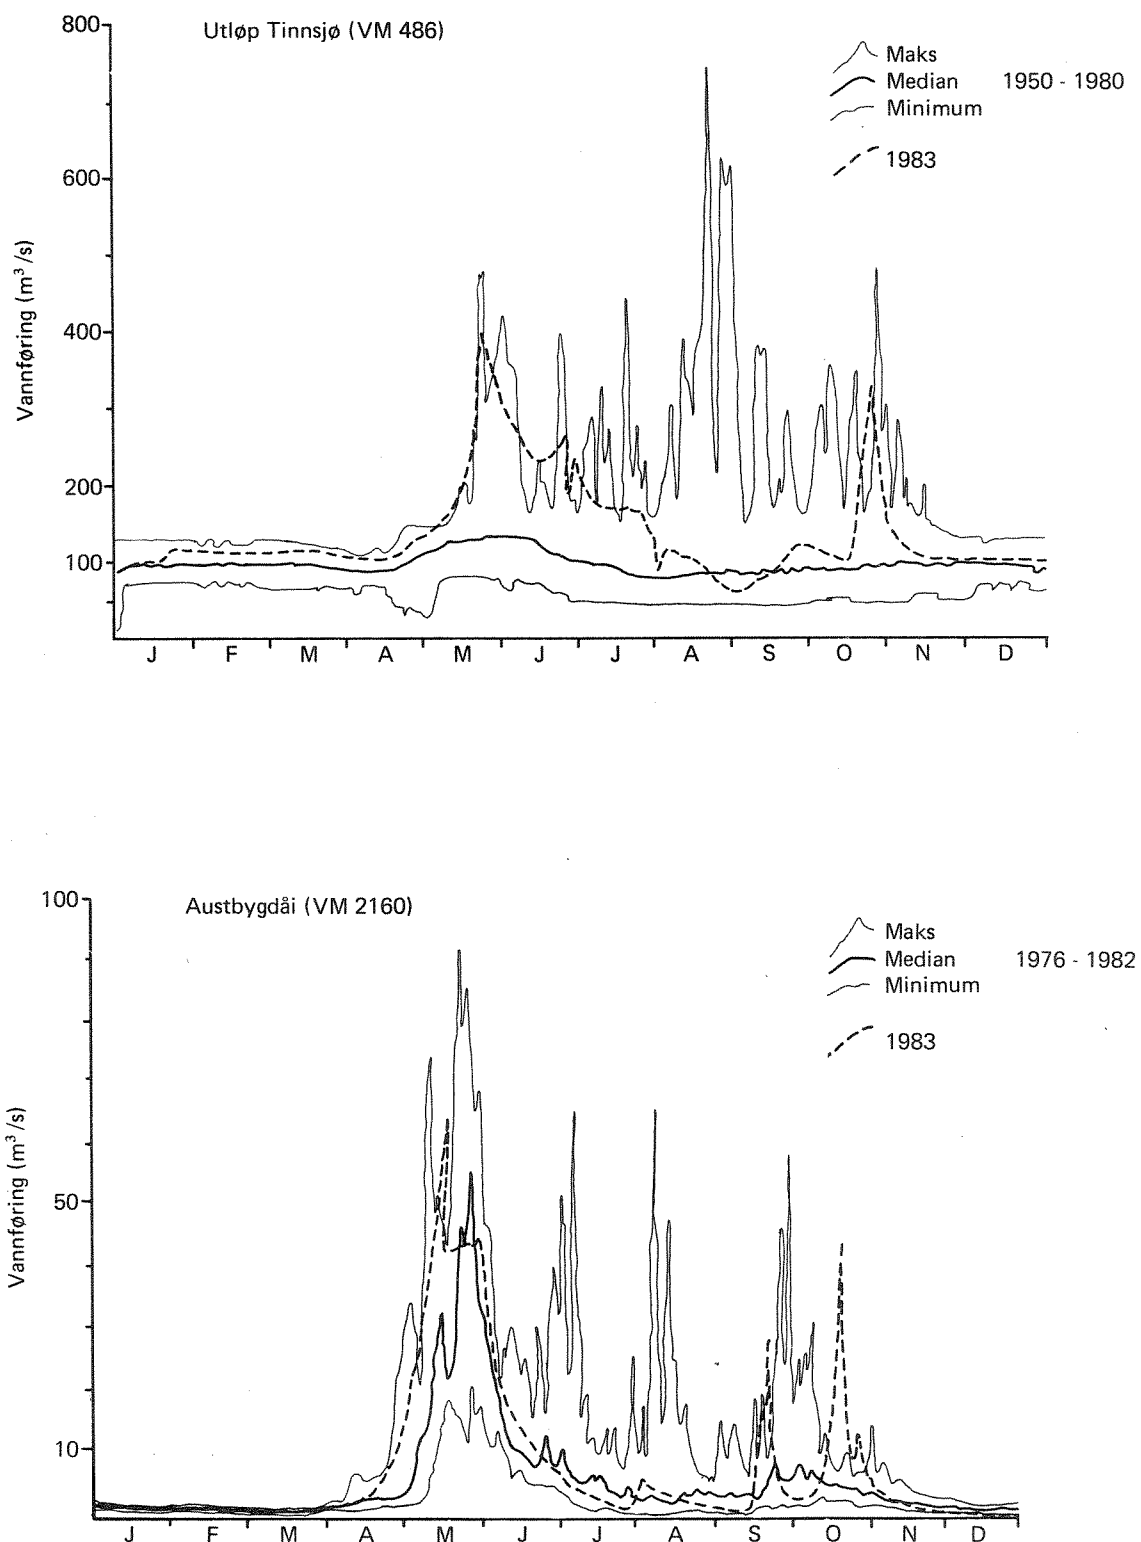 Utløp Tinnsjø (VM 486)
Maks
Median 1950 - 1980
Minimum
1983
800
600
400
200
100
Vannføring (m³/s)
J F M A M J J A S O N D
Austbygdåi (VM 2160)
Maks
Median 1976 - 1982
Minimum
1983
100
50
10
Vannføring (m³/s)
J F M A M J J A S O N D